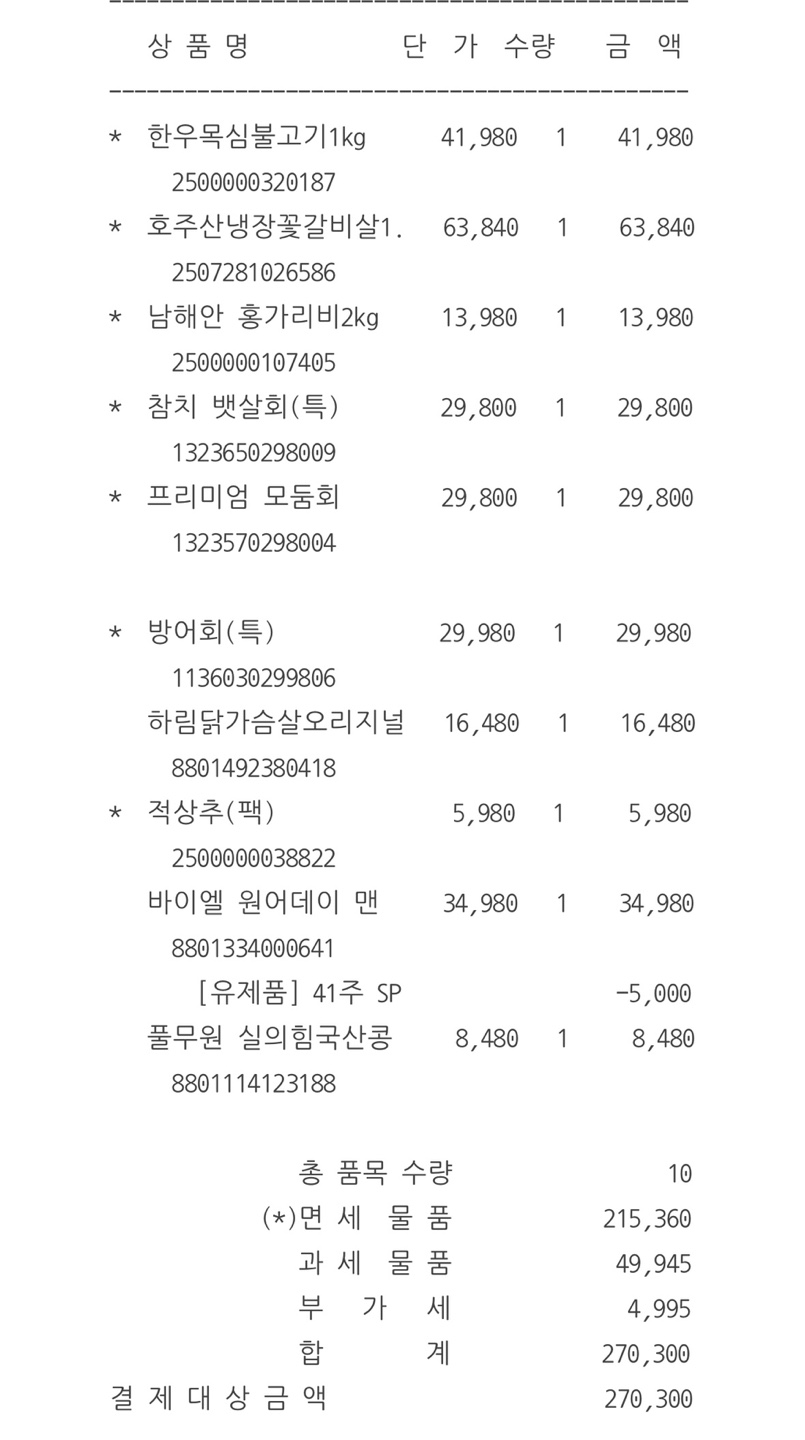 상 품 명 단 가 수량 금 액
* 한우목심불고기1kg 41,980 1 41,980
2500000320187
* 호주산냉장꽃갈비살1. 63,840 1 63,840
2507281026586
* 남해안 홍가리비2kg 13,980 1 13,980
2500000107405
* 참치 뱃살회(특) 29,800 1 29,800
1323650298009
* 프리미엄 모둠회 29,800 1 29,800
1323570298004
* 방어회(특) 29,980 1 29,980
1136030299806
하림닭가슴살오리지널 16,480 1 16,480
8801492380418
* 적상추(팩) 5,980 1 5,980
2500000038822
바이엘 원어데이 맨 34,980 1 34,980
8801334000641
[유제품] 41주 SP -5,000
풀무원 실의힘국산콩 8,480 1 8,480
8801114123188
총 품목 수량 10
(*)면 세 물 품 215,360
과 세 물 품 49,945
부 가 세 4,995
합 계 270,300
결 제 대 상 금 액 270,300